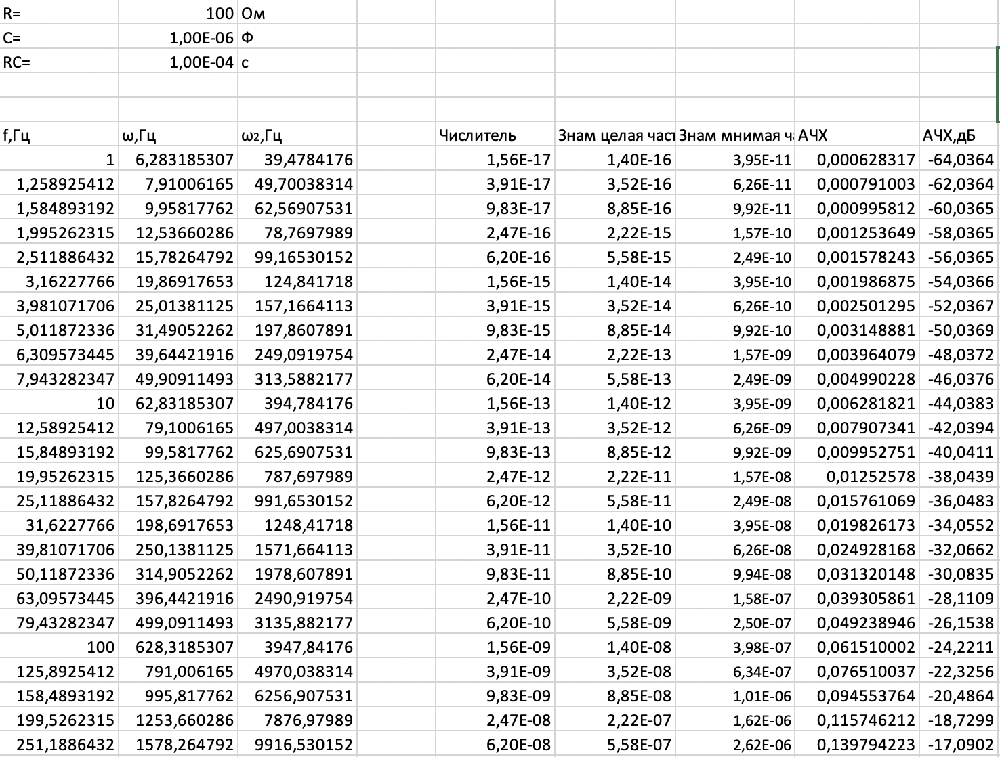 R= 100 Ом
C= 1,00E-06 Ф
RC= 1,00E-04 с
f,Гц ω,Гц ω2,Гц Числитель Знам целая част Знам мнимая ч АЧХ АЧХ,дБ
1 6,283185307 39,4784176 1,56E-17 1,40E-16 3,95E-11 0,000628317 -64,0364
1,258925412 7,91006165 49,70038314 3,91E-17 3,52E-16 6,26E-11 0,000791003 -62,0364
1,584893192 9,95817762 62,56907531 9,83E-17 8,85E-16 9,92E-11 0,000995812 -60,0365
1,995262315 12,53660286 78,7697989 2,47E-16 2,22E-15 1,57E-10 0,001253649 -58,0365
2,511886432 15,78264792 99,16530152 6,20E-16 5,58E-15 2,49E-10 0,001578243 -56,0365
3,16227766 19,86917653 124,841718 1,56E-15 1,40E-14 3,95E-10 0,001986875 -54,0366
3,981071706 25,01381125 157,1664113 3,91E-15 3,52E-14 6,26E-10 0,002501295 -52,0367
5,011872336 31,49052262 197,8607891 9,83E-15 8,85E-14 9,92E-10 0,003148881 -50,0369
6,309573445 39,64421916 249,0919754 2,47E-14 2,22E-13 1,57E-09 0,003964079 -48,0372
7,943282347 49,90911493 313,5882177 6,20E-14 5,58E-13 2,49E-09 0,004990228 -46,0376
10 62,83185307 394,784176 1,56E-13 1,40E-12 3,95E-09 0,006281821 -44,0383
12,58925412 79,1006165 497,0038314 3,91E-13 3,52E-12 6,26E-09 0,007907341 -42,0394
15,84893192 99,5817762 625,6907531 9,83E-13 8,85E-12 9,92E-09 0,009952751 -40,0411
19,95262315 125,3660286 787,697989 2,47E-12 2,22E-11 1,57E-08 0,01252578 -38,0439
25,11886432 157,8264792 991,6530152 6,20E-12 5,58E-11 2,49E-08 0,015761069 -36,0483
31,6227766 198,6917653 1248,41718 1,56E-11 1,40E-10 3,95E-08 0,019826173 -34,0552
39,81071706 250,1381125 1571,664113 3,91E-11 3,52E-10 6,26E-08 0,024928168 -32,0662
50,11872336 314,9052262 1978,607891 9,83E-11 8,85E-10 9,94E-08 0,031320148 -30,0835
63,09573445 396,4421916 2490,919754 2,47E-10 2,22E-09 1,58E-07 0,039305861 -28,1109
79,43282347 499,0911493 3135,882177 6,20E-10 5,58E-09 2,50E-07 0,049238946 -26,1538
100 628,3185307 3947,84176 1,56E-09 1,40E-08 3,98E-07 0,061510002 -24,2211
125,8925412 791,006165 4970,038314 3,91E-09 3,52E-08 6,34E-07 0,076510037 -22,3256
158,4893192 995,817762 6256,907531 9,83E-09 8,85E-08 1,01E-06 0,094553764 -20,4864
199,5262315 1253,660286 7876,97989 2,47E-08 2,22E-07 1,62E-06 0,115746212 -18,7299
251,1886432 1578,264792 9916,530152 6,20E-08 5,58E-07 2,62E-06 0,139794223 -17,0902